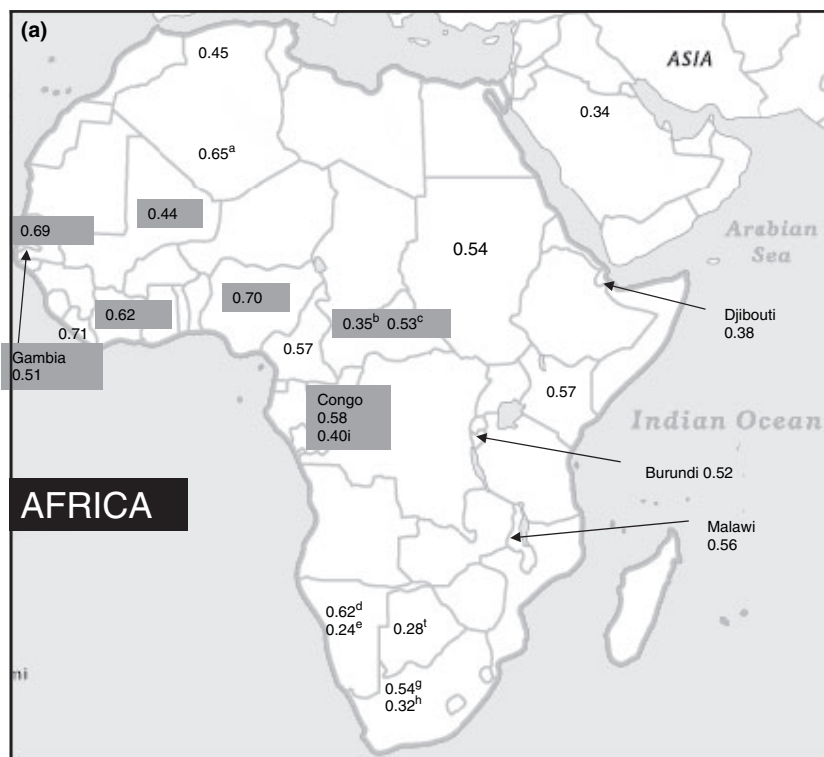 (a)
0.45
ASIA
0.34
0.65ᵃ
0.44
0.69
Arabian
Sea
0.54
0.70
0.62
0.35ᵇ 0.53ᶜ
Djibouti
0.38
0.71
0.57
Gambia
0.51
0.57
Congo
0.58
0.40i
Indian Ocean
Burundi 0.52
AFRICA
Malawi
0.56
0.62ᵈ
0.24ᵉ
0.28ᵗ
0.54ᵍ
0.32ʰ
mi